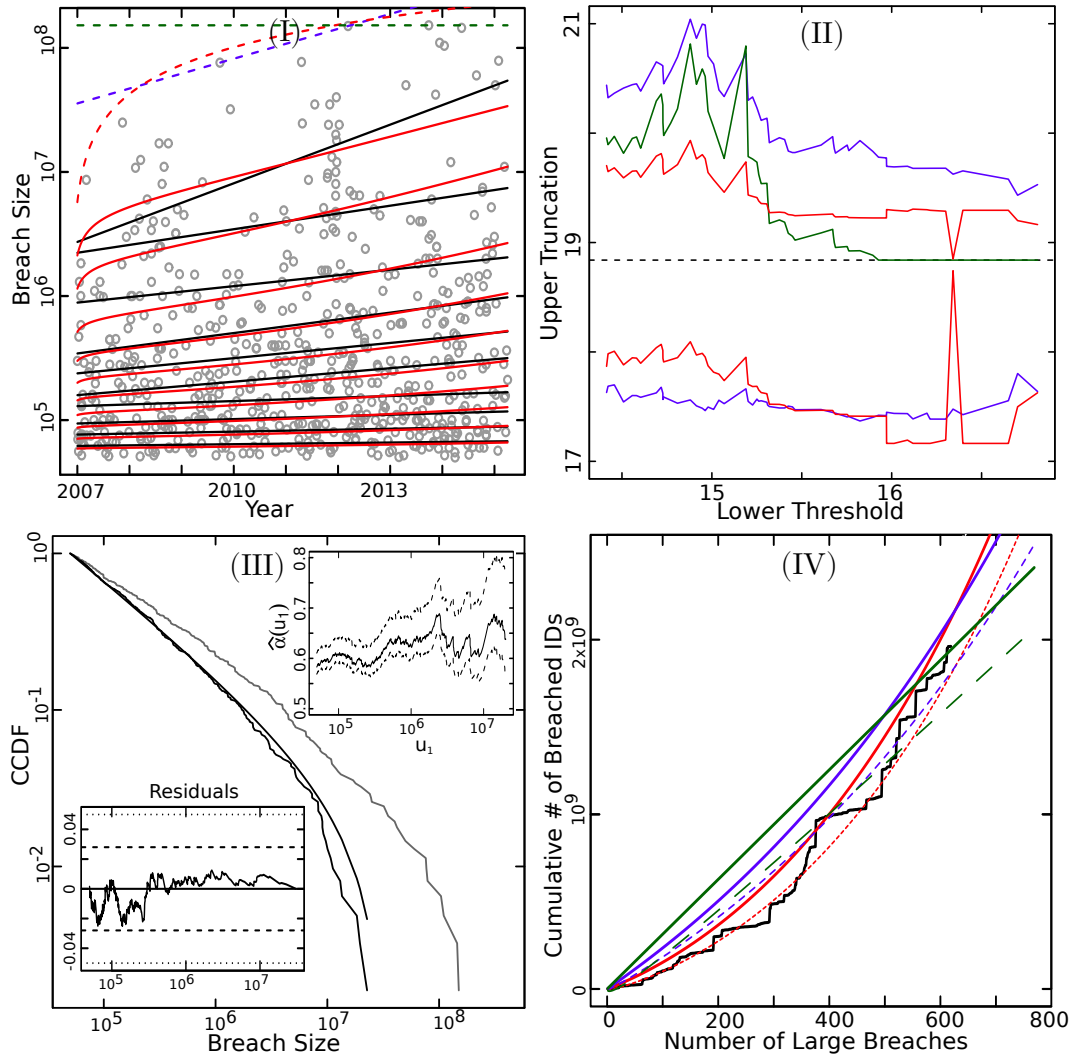 (I)
Breach Size
10^8
10^7
10^6
10^5
2007
2010
2013
Year
(II)
Upper Truncation
21
19
17
15
16
Lower Threshold
(III)
CCDF
10^0
10^-1
10^-2
10^5
10^6
10^7
10^8
Breach Size
α̂(u₁)
0.8
0.7
0.6
0.5
10^5
10^6
10^7
u₁
Residuals
0.04
0
-0.04
10^5
10^6
10^7
(IV)
Cumulative # of Breached IDs
2x10^9
10^9
0
0
200
400
600
800
Number of Large Breaches